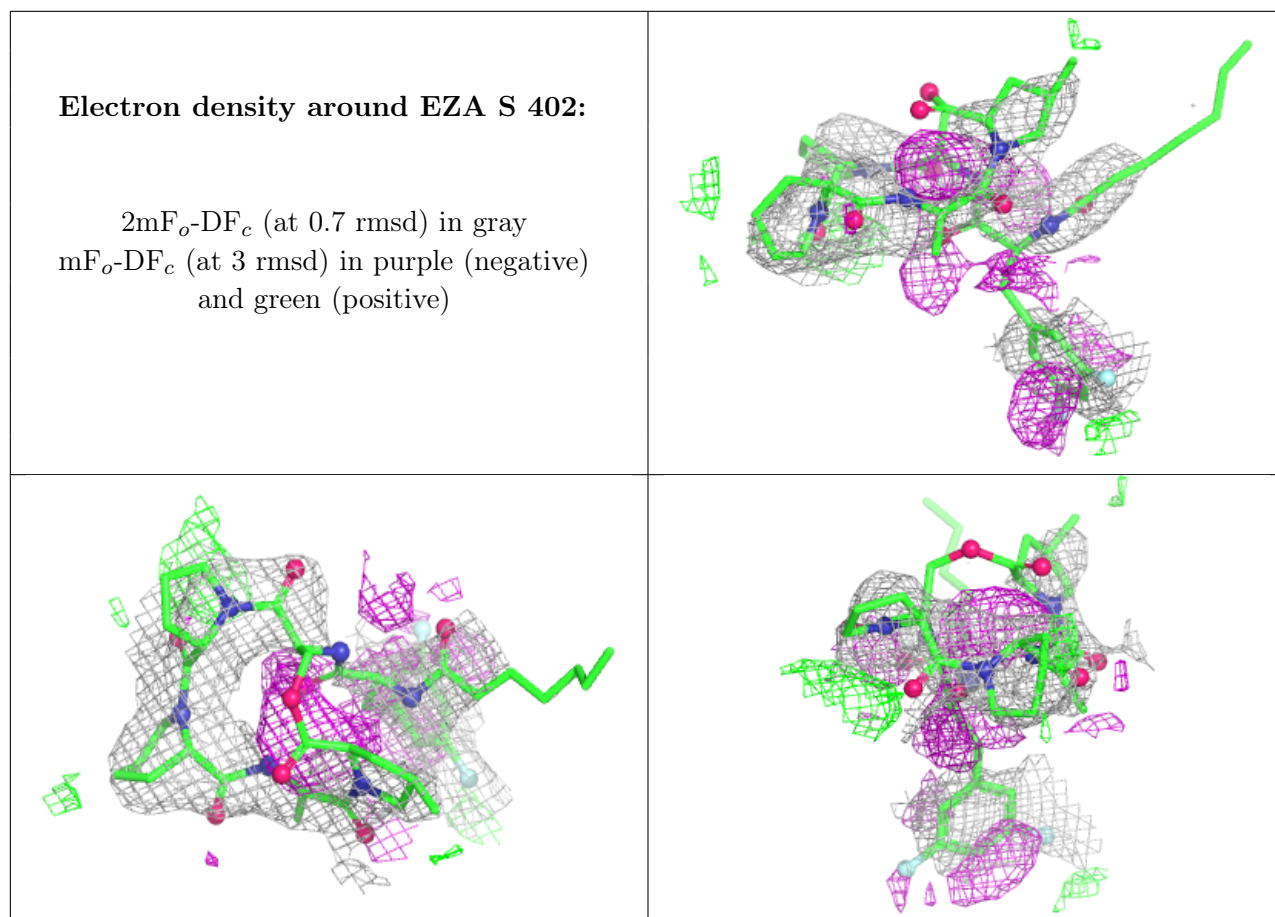 Electron density around EZA S 402:
2mFo-DFc (at 0.7 rmsd) in gray
mFo-DFc (at 3 rmsd) in purple (negative)
and green (positive)